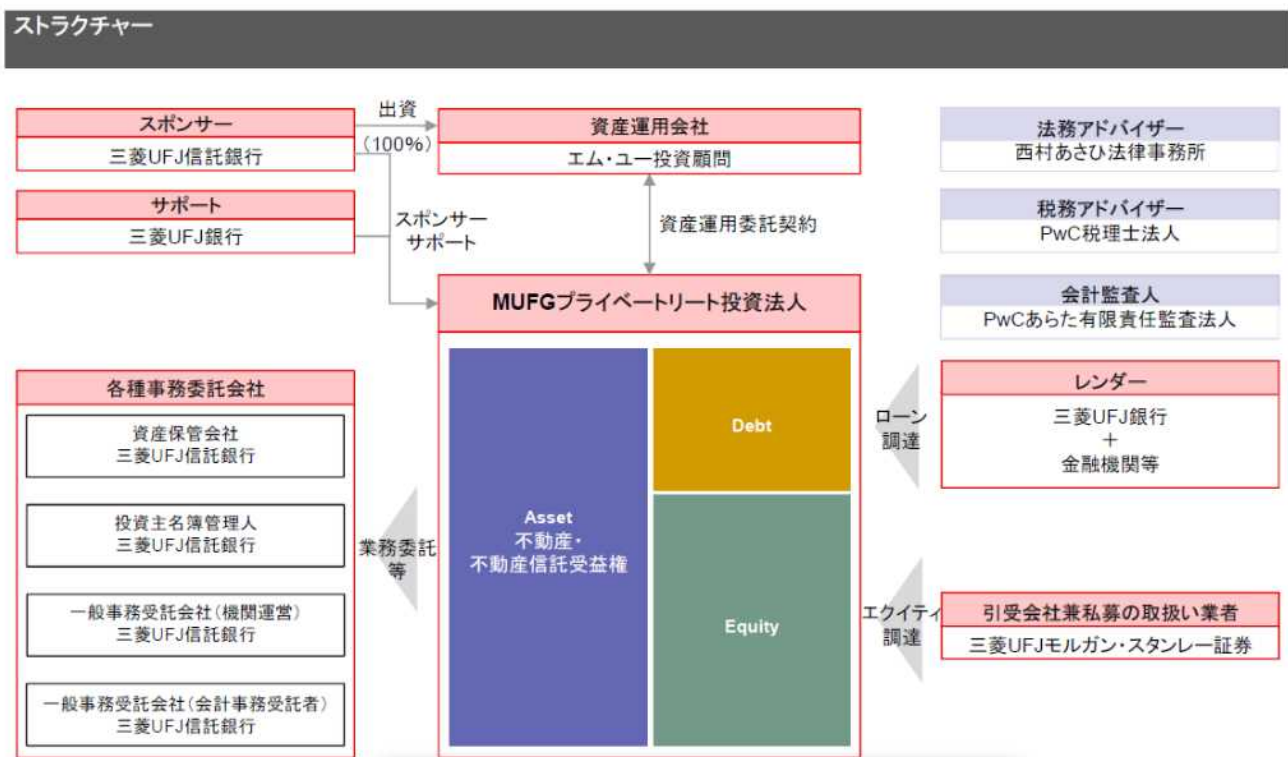 ストラクチャー
スポンサー
三菱UFJ信託銀行
出資
(100%)
資産運用会社
エム・ユー投資顧問
サポート
三菱UFJ銀行
スポンサー
サポート
資産運用委託契約
MUFGプライベートリート投資法人
Asset
不動産・
不動産信託受益権
Debt
Equity
各種事務委託会社
資産保管会社
三菱UFJ信託銀行
投資主名簿管理人
三菱UFJ信託銀行
一般事務受託会社(機関運営)
三菱UFJ信託銀行
一般事務受託会社(会計事務受託者)
三菱UFJ信託銀行
業務委託
等
法務アドバイザー
西村あさひ法律事務所
税務アドバイザー
PwC税理士法人
会計監査人
PwCあらた有限責任監査法人
ローン
調達
レンダー
三菱UFJ銀行
+
金融機関等
エクイティ
調達
引受会社兼私募の取扱い業者
三菱UFJモルガン・スタンレー証券